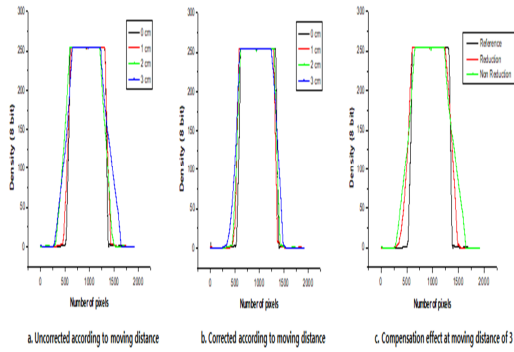 300
250
200
150
100
50
0
Density (8 bit)
0 500 1000 1500 2000
Number of pixels
0 cm
1 cm
2 cm
3 cm
a. Uncorrected according to moving distance
300
250
200
150
100
50
0
Density (8 bit)
0 500 1000 1500 2000
Number of pixels
0 cm
1 cm
2 cm
3 cm
b. Corrected according to moving distance
300
250
200
150
100
50
0
Density (8 bit)
0 500 1000 1500 2000
Number of pixels
Reference
Reduction
Non Reduction
c. Compensation effect at moving distance of 3